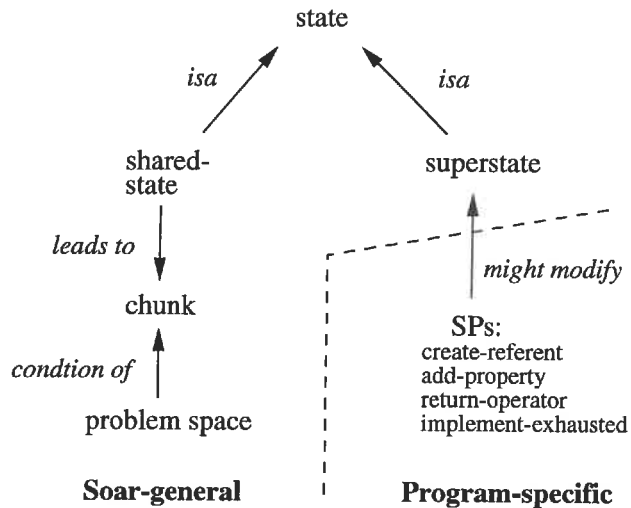 state
isa
isa
shared-
state
superstate
leads to
might modify
chunk
SPs:
create-referent
add-property
return-operator
implement-exhausted
condtion of
problem space
Soar-general
Program-specific